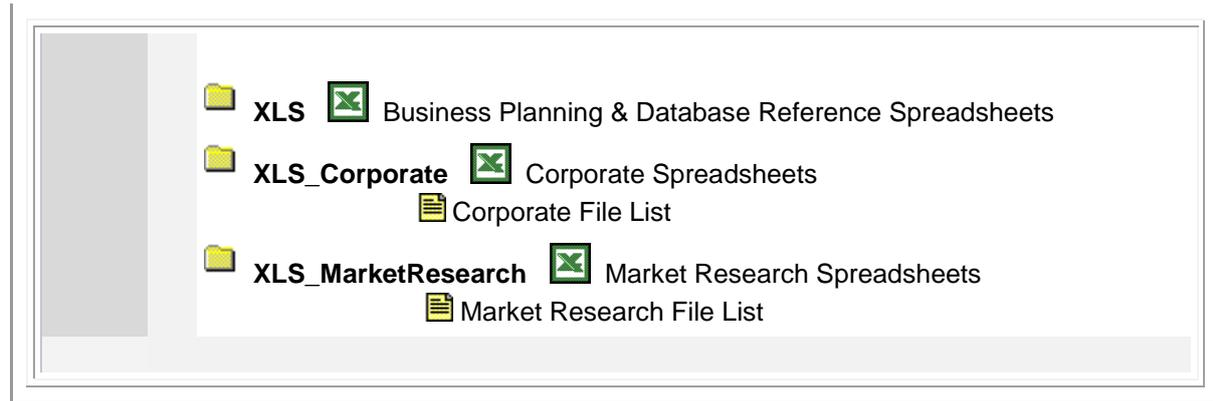 XLS Business Planning & Database Reference Spreadsheets
XLS_Corporate Corporate Spreadsheets
Corporate File List
XLS_MarketResearch Market Research Spreadsheets
Market Research File List